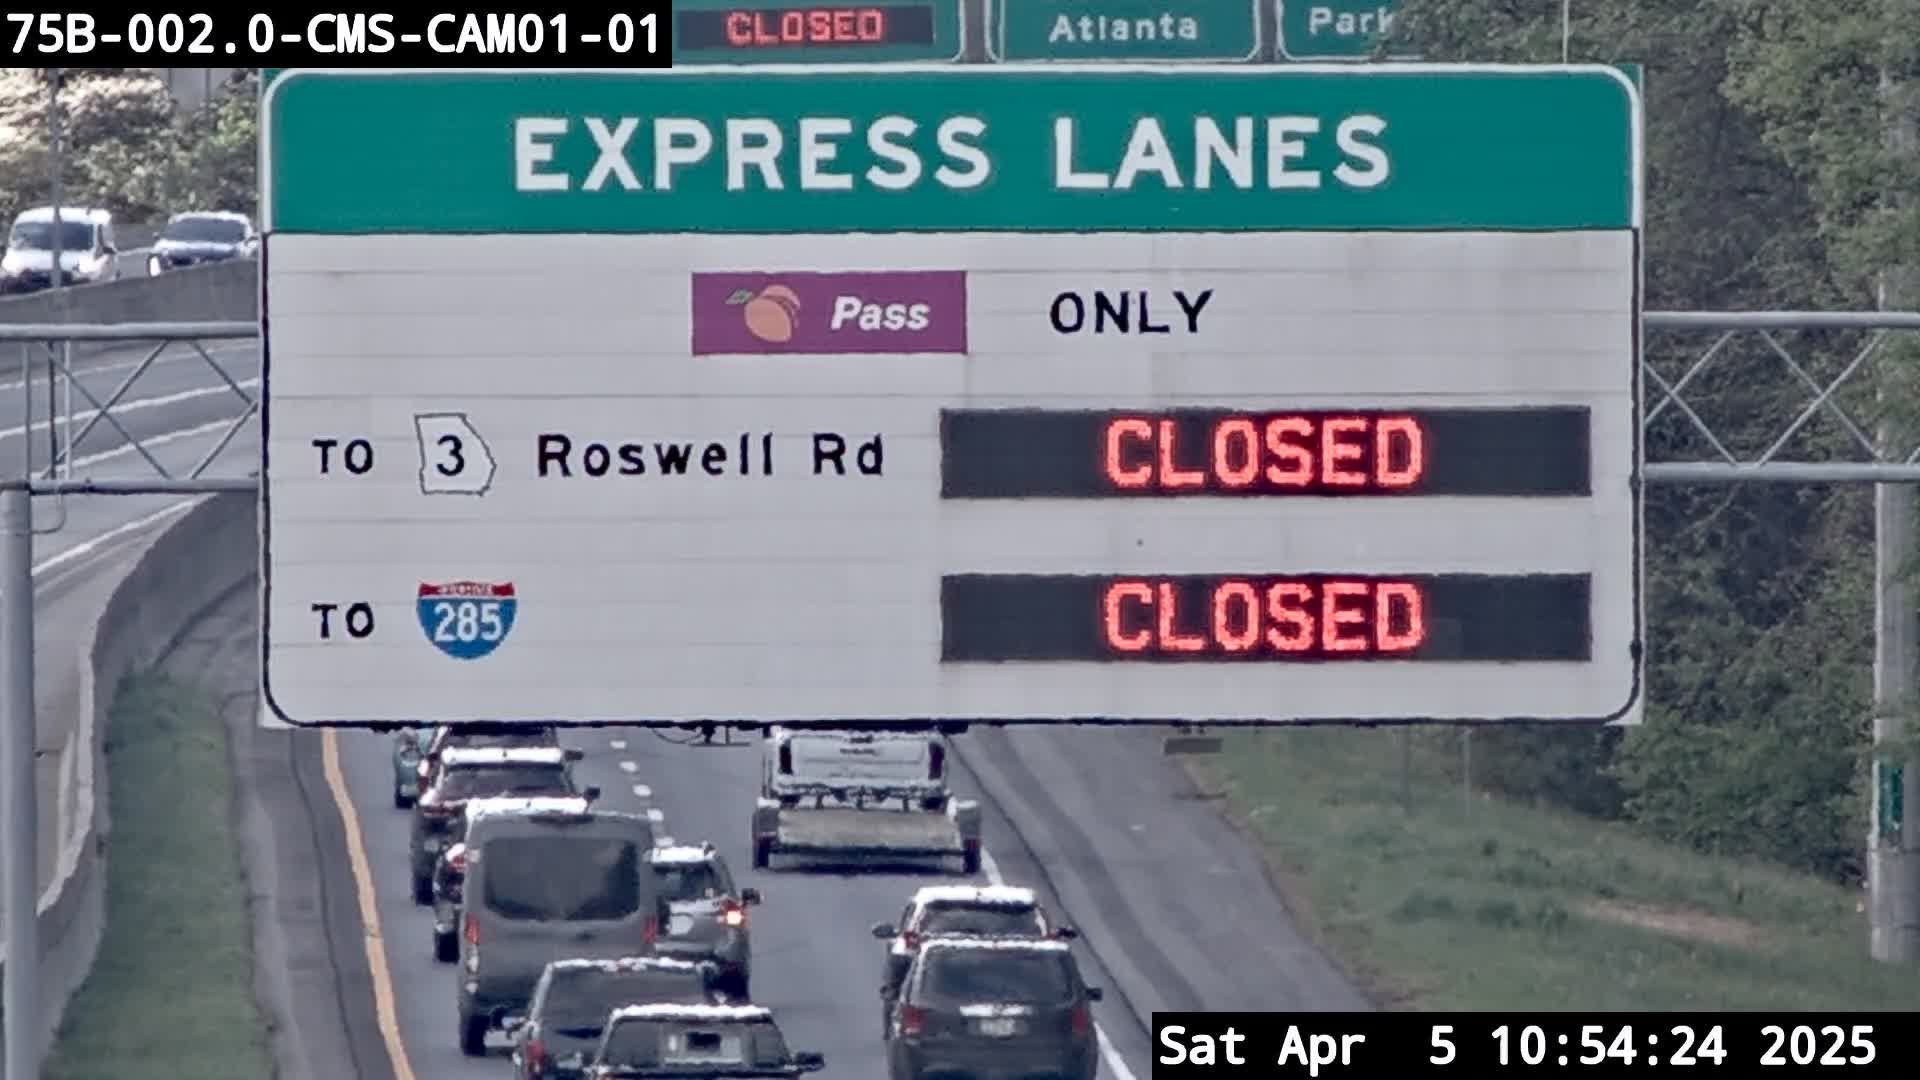 75B-002.0-CMS-CAM01-01
CLOSED
Atlanta
Park
EXPRESS LANES
Pass ONLY
TO 3 Roswell Rd CLOSED
TO 285 CLOSED
Sat Apr 5 10:54:24 2025